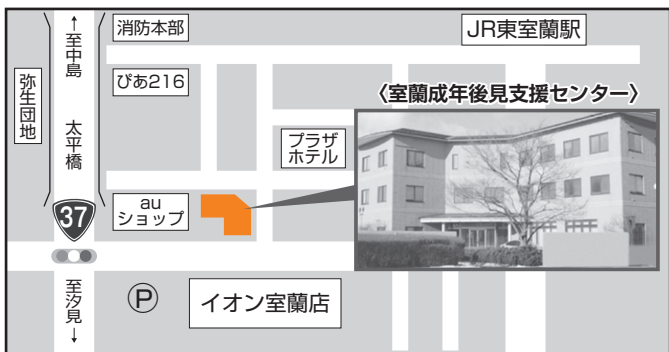 ↑至中島
消防本部
JR東室蘭駅
弥生団地
ぴあ216
〈室蘭成年後見支援センター〉
太平橋
プラザ
ホテル
37
au
ショップ
至汐見↓
P
イオン室蘭店